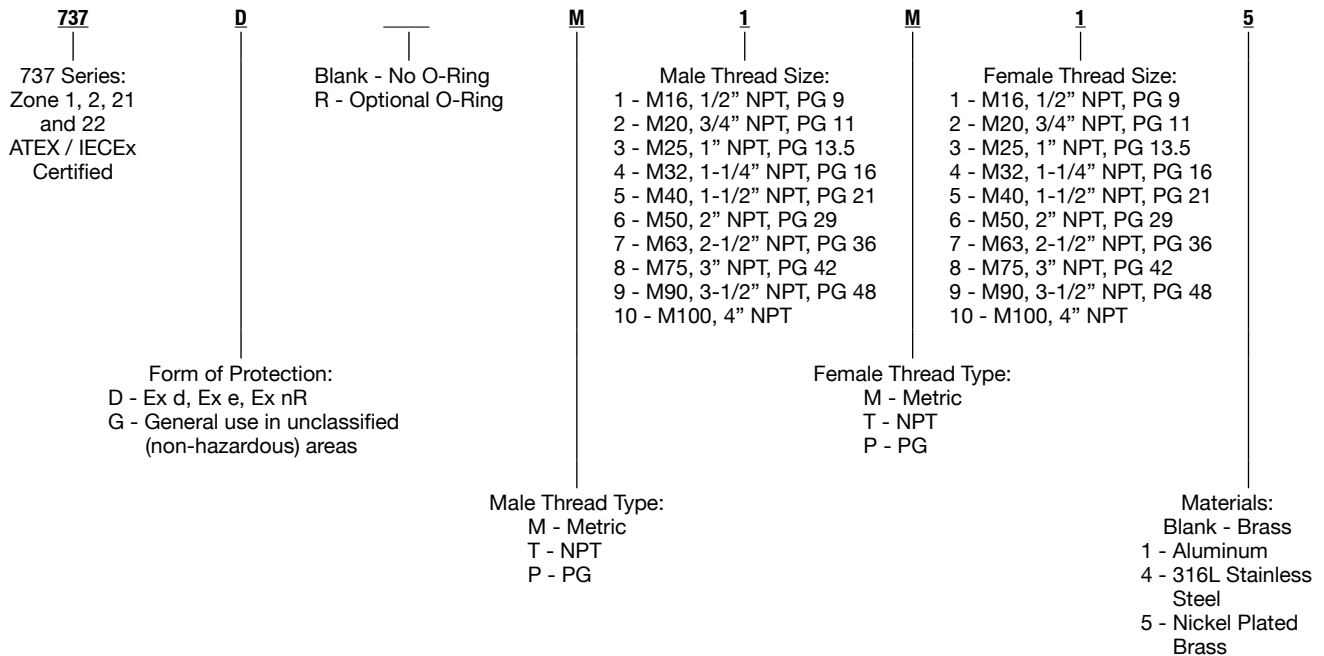 737 D ____ M 1 M 1 5
737 Series:
Zone 1, 2, 21
and 22
ATEX / IECEx
Certified
Blank - No O-Ring
R - Optional O-Ring
Male Thread Size:
1 - M16, 1/2” NPT, PG 9
2 - M20, 3/4” NPT, PG 11
3 - M25, 1” NPT, PG 13.5
4 - M32, 1-1/4” NPT, PG 16
5 - M40, 1-1/2” NPT, PG 21
6 - M50, 2” NPT, PG 29
7 - M63, 2-1/2” NPT, PG 36
8 - M75, 3” NPT, PG 42
9 - M90, 3-1/2” NPT, PG 48
10 - M100, 4” NPT
Female Thread Size:
1 - M16, 1/2” NPT, PG 9
2 - M20, 3/4” NPT, PG 11
3 - M25, 1” NPT, PG 13.5
4 - M32, 1-1/4” NPT, PG 16
5 - M40, 1-1/2” NPT, PG 21
6 - M50, 2” NPT, PG 29
7 - M63, 2-1/2” NPT, PG 36
8 - M75, 3” NPT, PG 42
9 - M90, 3-1/2” NPT, PG 48
10 - M100, 4” NPT
Form of Protection:
D - Ex d, Ex e, Ex nR
G - General use in unclassified
(non-hazardous) areas
Female Thread Type:
M - Metric
T - NPT
P - PG
Male Thread Type:
M - Metric
T - NPT
P - PG
Materials:
Blank - Brass
1 - Aluminum
4 - 316L Stainless
Steel
5 - Nickel Plated
Brass